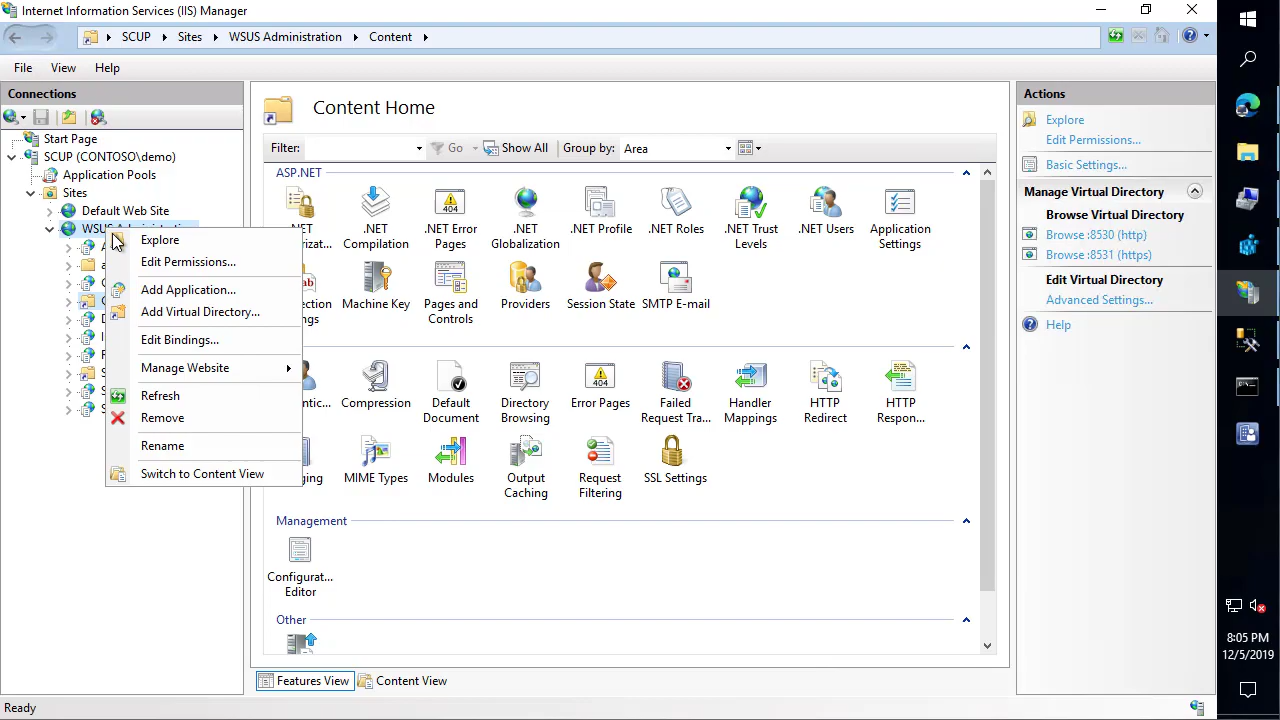 Internet Information Services (IIS) Manager
SCUP
Sites
WSUS Administration
Content
File
View
Help
Connections
Start Page
SCUP (CONTOSO\demo)
Application Pools
Sites
Default Web Site
WSUS Administration
Explore
Edit Permissions...
Add Application...
Add Virtual Directory...
Edit Bindings...
Manage Website
Refresh
Remove
Rename
Switch to Content View
Content Home
Filter:
Go
Show All
Group by:
Area
ASP.NET
.NET
Compilation
.NET Error
Pages
.NET Profile
.NET Roles
.NET Trust
Levels
.NET Users
Application
Settings
Machine Key
Pages and
Controls
Providers
Session State
SMTP E-mail
Compression
Default
Document
Directory
Browsing
Error Pages
Failed
Request Tra...
Handler
Mappings
HTTP
Redirect
HTTP
Respon...
MIME Types
Modules
Output
Caching
Request
Filtering
SSL Settings
Management
Configurat...
Editor
Other
Features View
Content View
Actions
Explore
Edit Permissions...
Basic Settings...
Manage Virtual Directory
Browse Virtual Directory
Browse :8530 (http)
Browse :8531 (https)
Edit Virtual Directory
Advanced Settings...
Help
Ready
8:05 PM
12/5/2019